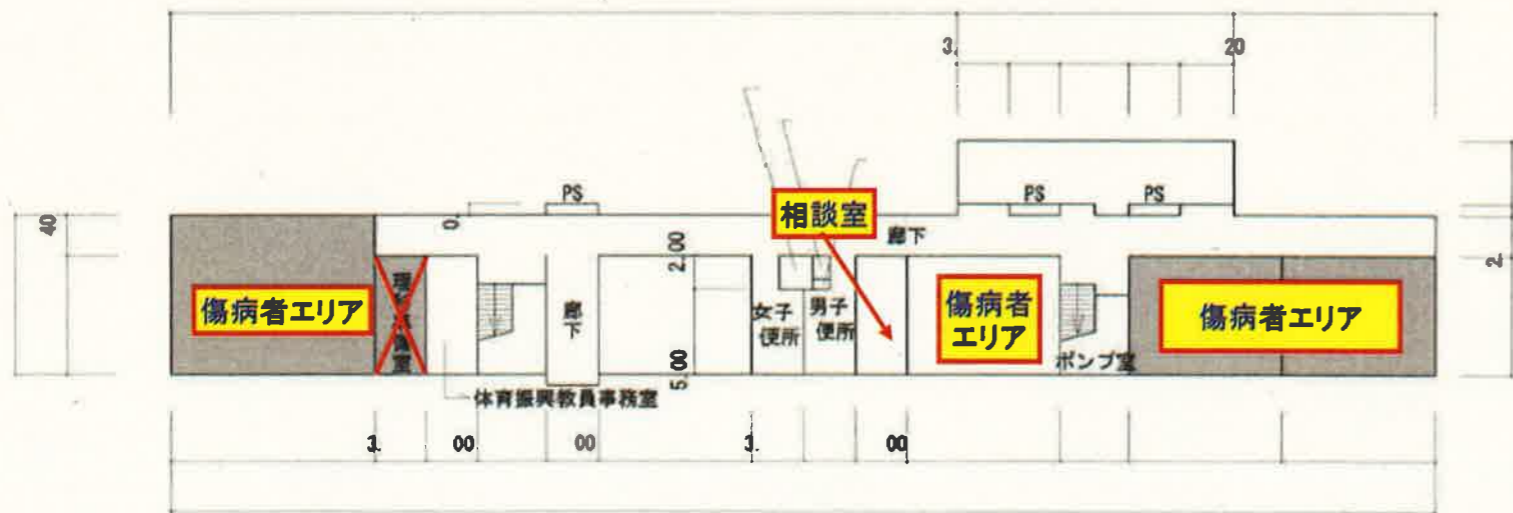 3.
20
40
0.
PS
PS
PS
相談室
廊下
2.00
2.
傷病者エリア
廊下
女子
便所
男子
便所
傷病者
エリア
傷病者エリア
ポンプ室
5.00
体育振興教員事務室
3.
00
00
3.
00